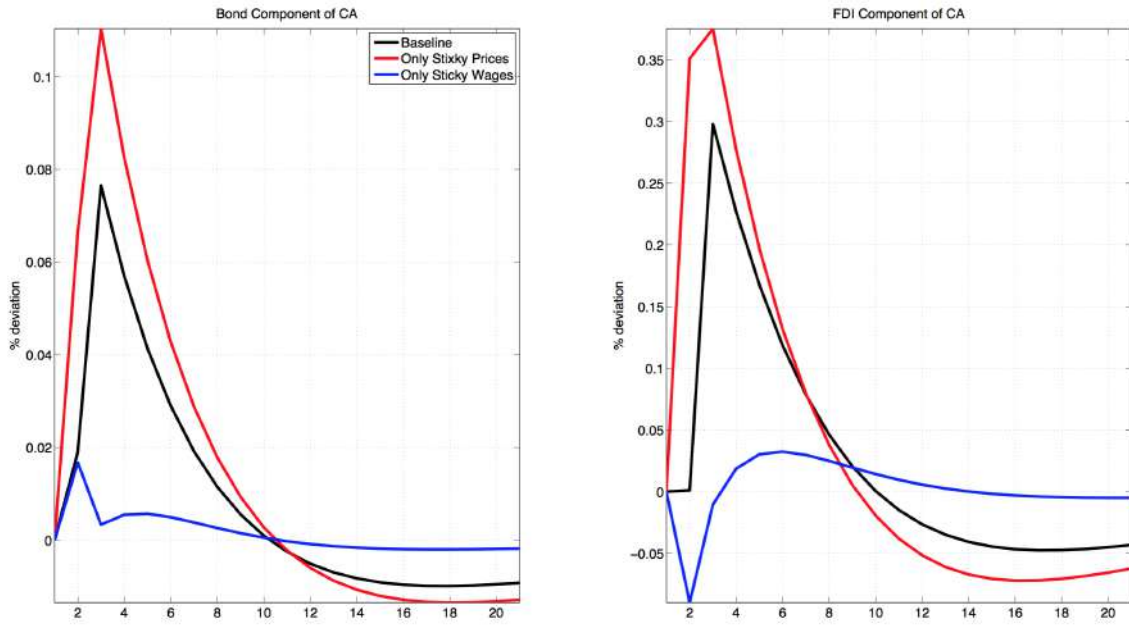 Bond Component of CA
Baseline
Only Stixky Prices
Only Sticky Wages
% deviation
0.1
0.08
0.06
0.04
0.02
0
2 4 6 8 10 12 14 16 18 20
FDI Component of CA
% deviation
0.35
0.3
0.25
0.2
0.15
0.1
0.05
0
−0.05
2 4 6 8 10 12 14 16 18 20